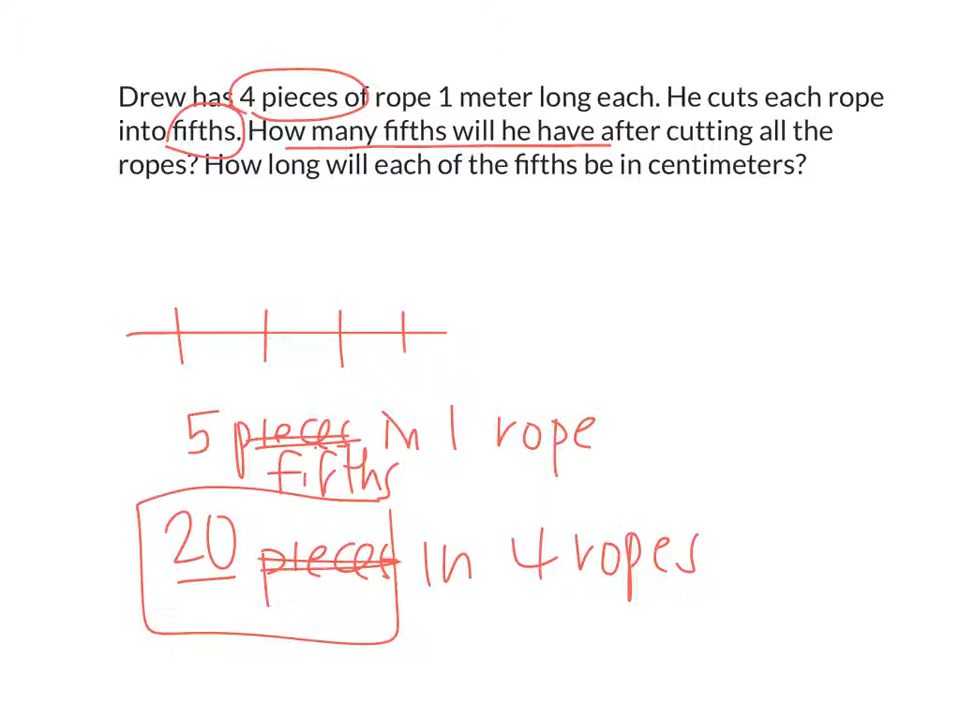 Drew has 4 pieces of rope 1 meter long each. He cuts each rope
into fifths. How many fifths will he have after cutting all the
ropes? How long will each of the fifths be in centimeters?
5 pieces in 1 rope
fifths
20 pieces in 4 ropes